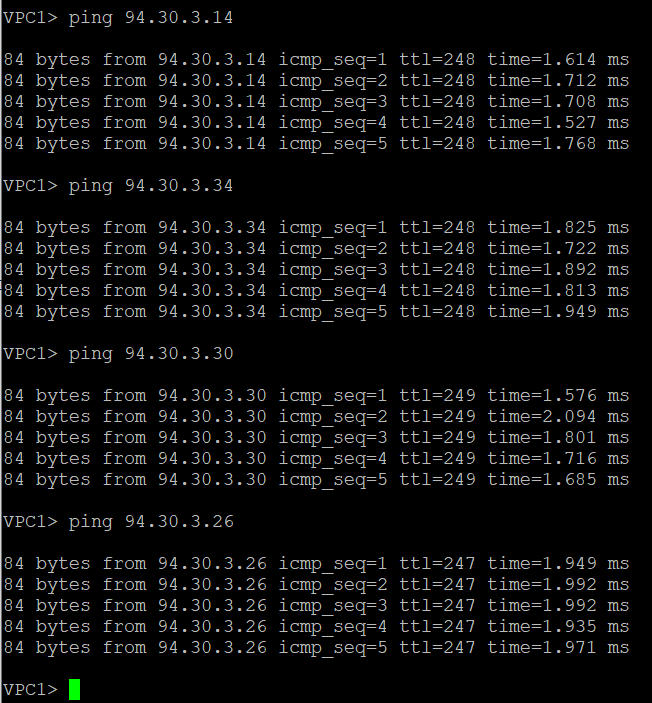 VPC1> ping 94.30.3.14
84 bytes from 94.30.3.14 icmp_seq=1 ttl=248 time=1.614 ms
84 bytes from 94.30.3.14 icmp_seq=2 ttl=248 time=1.712 ms
84 bytes from 94.30.3.14 icmp_seq=3 ttl=248 time=1.708 ms
84 bytes from 94.30.3.14 icmp_seq=4 ttl=248 time=1.527 ms
84 bytes from 94.30.3.14 icmp_seq=5 ttl=248 time=1.768 ms
VPC1> ping 94.30.3.34
84 bytes from 94.30.3.34 icmp_seq=1 ttl=248 time=1.825 ms
84 bytes from 94.30.3.34 icmp_seq=2 ttl=248 time=1.722 ms
84 bytes from 94.30.3.34 icmp_seq=3 ttl=248 time=1.892 ms
84 bytes from 94.30.3.34 icmp_seq=4 ttl=248 time=1.813 ms
84 bytes from 94.30.3.34 icmp_seq=5 ttl=248 time=1.949 ms
VPC1> ping 94.30.3.30
84 bytes from 94.30.3.30 icmp_seq=1 ttl=249 time=1.576 ms
84 bytes from 94.30.3.30 icmp_seq=2 ttl=249 time=2.094 ms
84 bytes from 94.30.3.30 icmp_seq=3 ttl=249 time=1.801 ms
84 bytes from 94.30.3.30 icmp_seq=4 ttl=249 time=1.716 ms
84 bytes from 94.30.3.30 icmp_seq=5 ttl=249 time=1.685 ms
VPC1> ping 94.30.3.26
84 bytes from 94.30.3.26 icmp_seq=1 ttl=247 time=1.949 ms
84 bytes from 94.30.3.26 icmp_seq=2 ttl=247 time=1.992 ms
84 bytes from 94.30.3.26 icmp_seq=3 ttl=247 time=1.992 ms
84 bytes from 94.30.3.26 icmp_seq=4 ttl=247 time=1.935 ms
84 bytes from 94.30.3.26 icmp_seq=5 ttl=247 time=1.971 ms
VPC1>